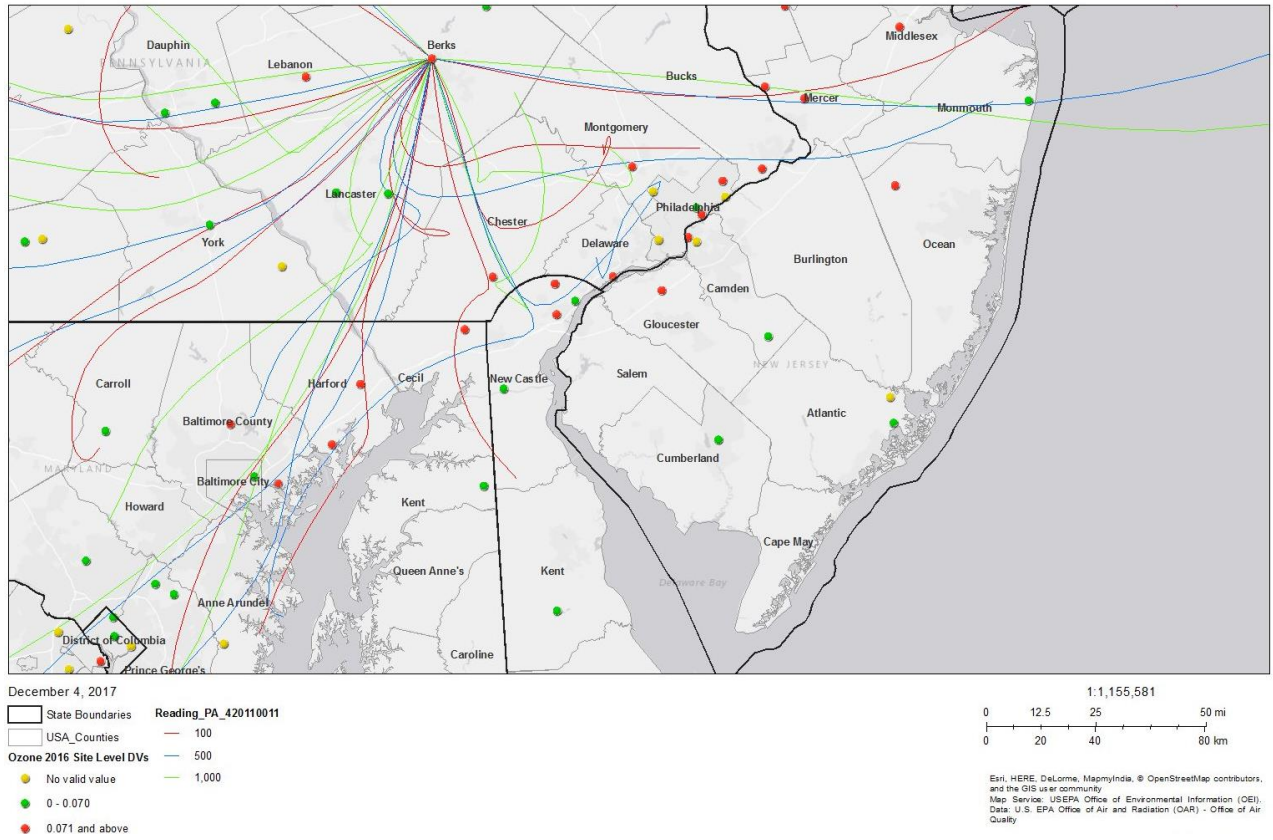 Berks
Dauphin
Middlesex
PENNSYLVANIA
Lebanon
Bucks
Mercer
Monmouth
Montgomery
Lancaster
Philadelphia
Chester
York
Delaware
Ocean
Burlington
Camden
Gloucester
NEW JERSEY
Salem
Carroll
Harford
Cecil
New Castle
Atlantic
Baltimore County
Cumberland
MARYLAND
Baltimore City
Kent
Howard
Cape May
Queen Anne's
Kent
Delaware Bay
Anne Arundel
District of Columbia
Caroline
Prince George's
December 4, 2017
State Boundaries
USA_Counties
Ozone 2016 Site Level DVs
No valid value
0 - 0.070
0.071 and above
Reading_PA_420110011
100
500
1,000
1:1,155,581
0 12.5 25 50 mi
0 20 40 80 km
Esri, HERE, DeLorme, MapmyIndia, © OpenStreetMap contributors,
and the GIS user community
Map Service: USEPA Office of Environmental Information (OEI).
Data: U.S. EPA Office of Air and Radiation (OAR) - Office of Air
Quality